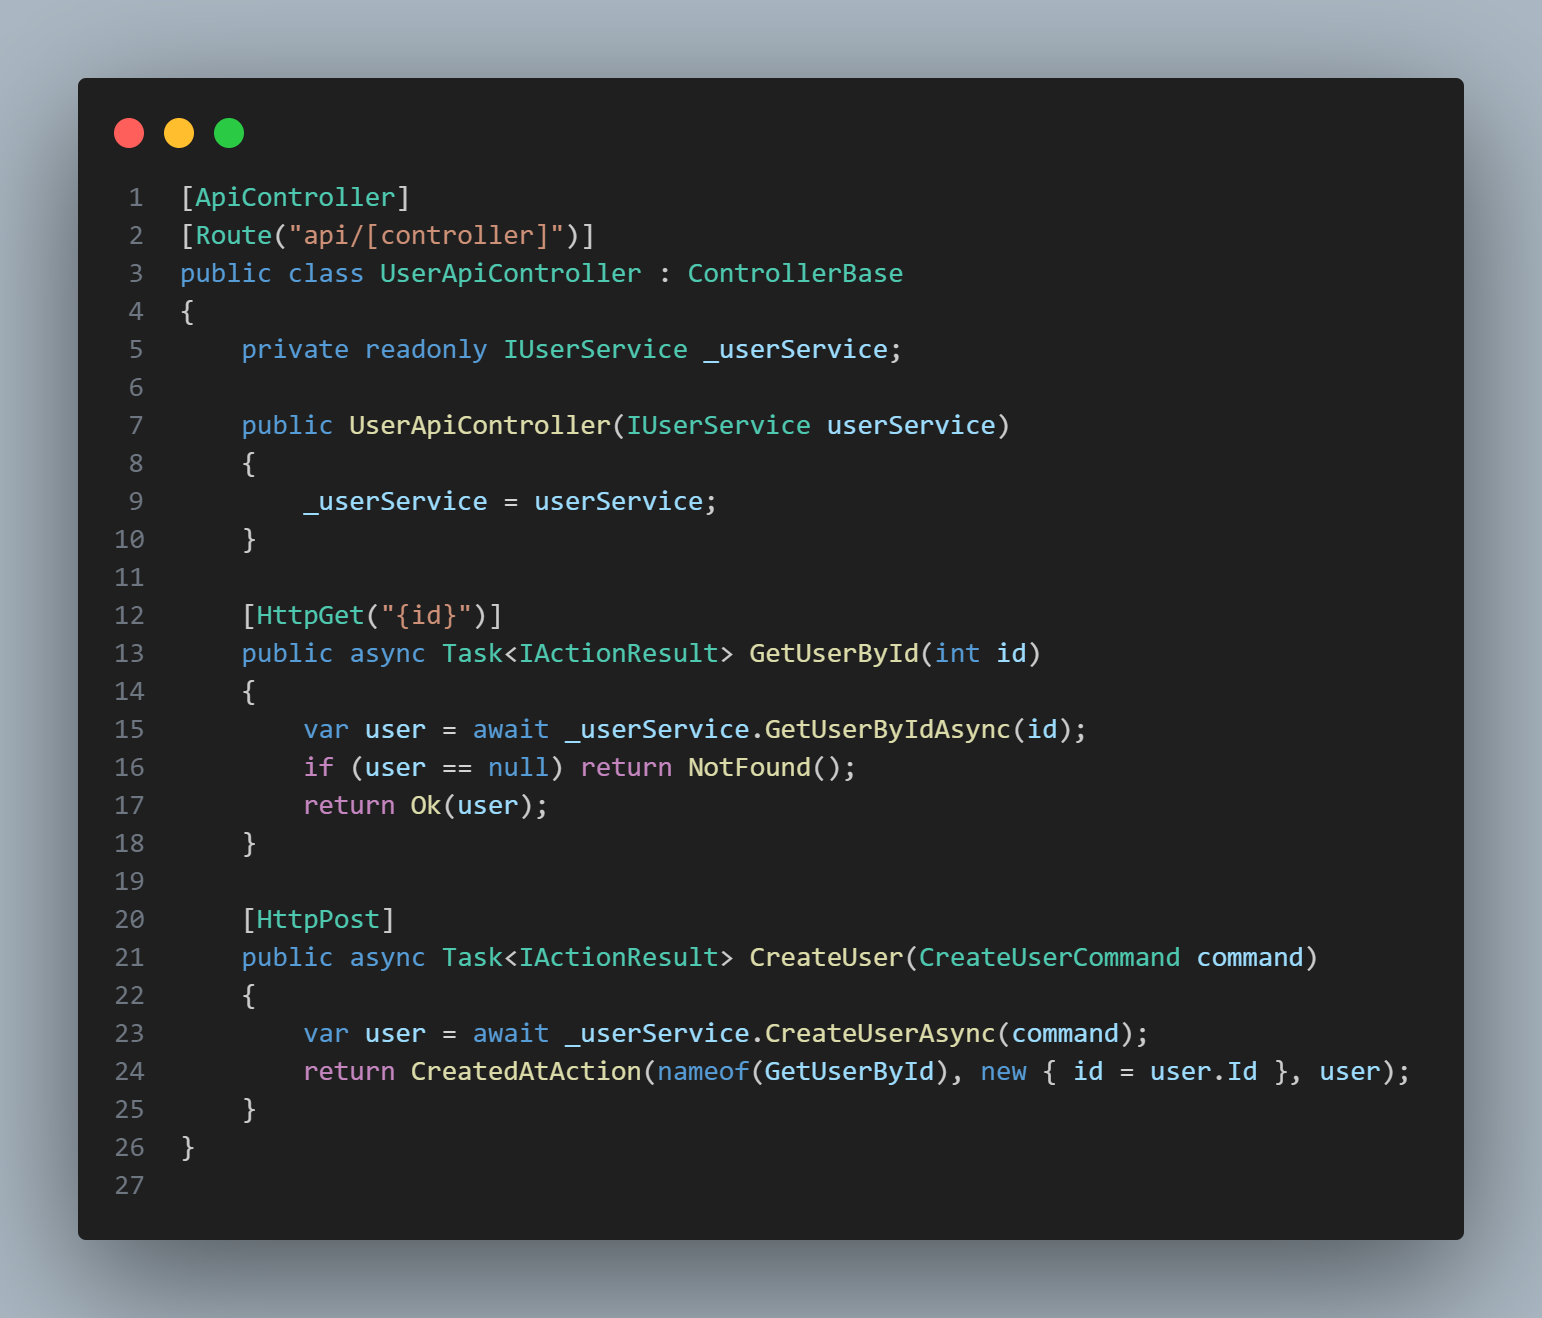 1 [ApiController]
2 [Route("api/[controller]")]
3 public class UserApiController : ControllerBase
4 {
5     private readonly IUserService _userService;
6
7     public UserApiController(IUserService userService)
8     {
9         _userService = userService;
10     }
11
12     [HttpGet("{id}")]
13     public async Task<IActionResult> GetUserById(int id)
14     {
15         var user = await _userService.GetUserByIdAsync(id);
16         if (user == null) return NotFound();
17         return Ok(user);
18     }
19
20     [HttpPost]
21     public async Task<IActionResult> CreateUser(CreateUserCommand command)
22     {
23         var user = await _userService.CreateUserAsync(command);
24         return CreatedAtAction(nameof(GetUserById), new { id = user.Id }, user);
25     }
26 }
27